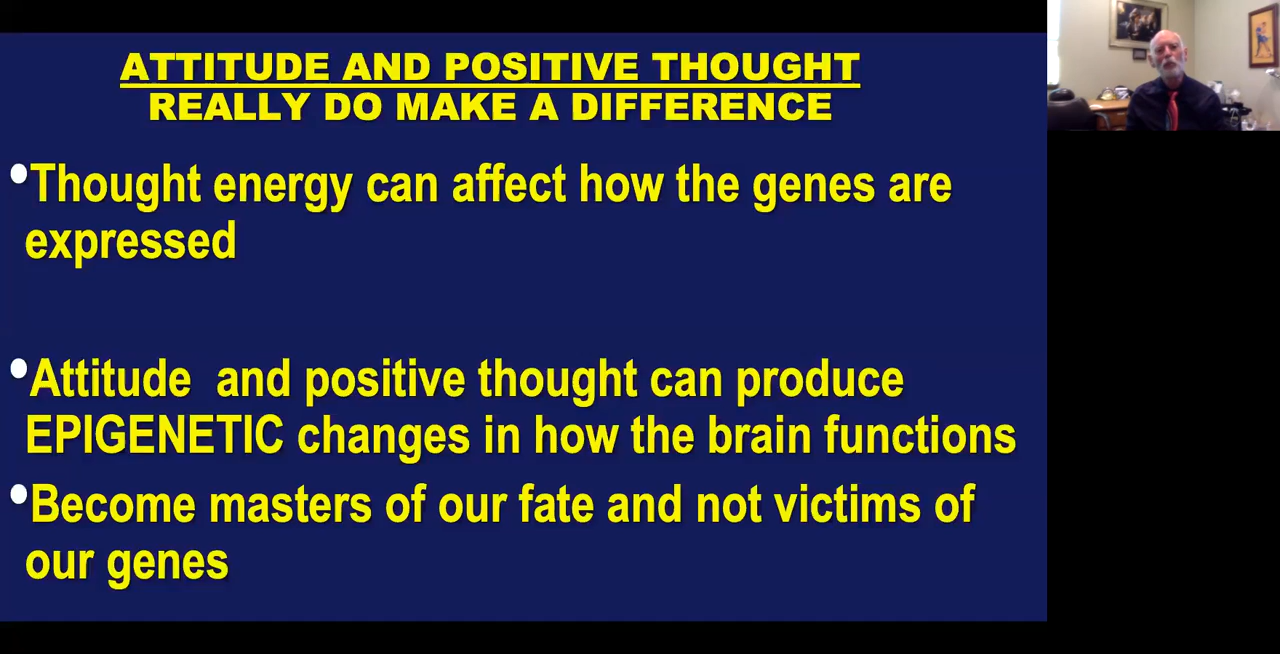 ATTITUDE AND POSITIVE THOUGHT
REALLY DO MAKE A DIFFERENCE
•Thought energy can affect how the genes are
expressed
•Attitude and positive thought can produce
EPIGENETIC changes in how the brain functions
•Become masters of our fate and not victims of
our genes